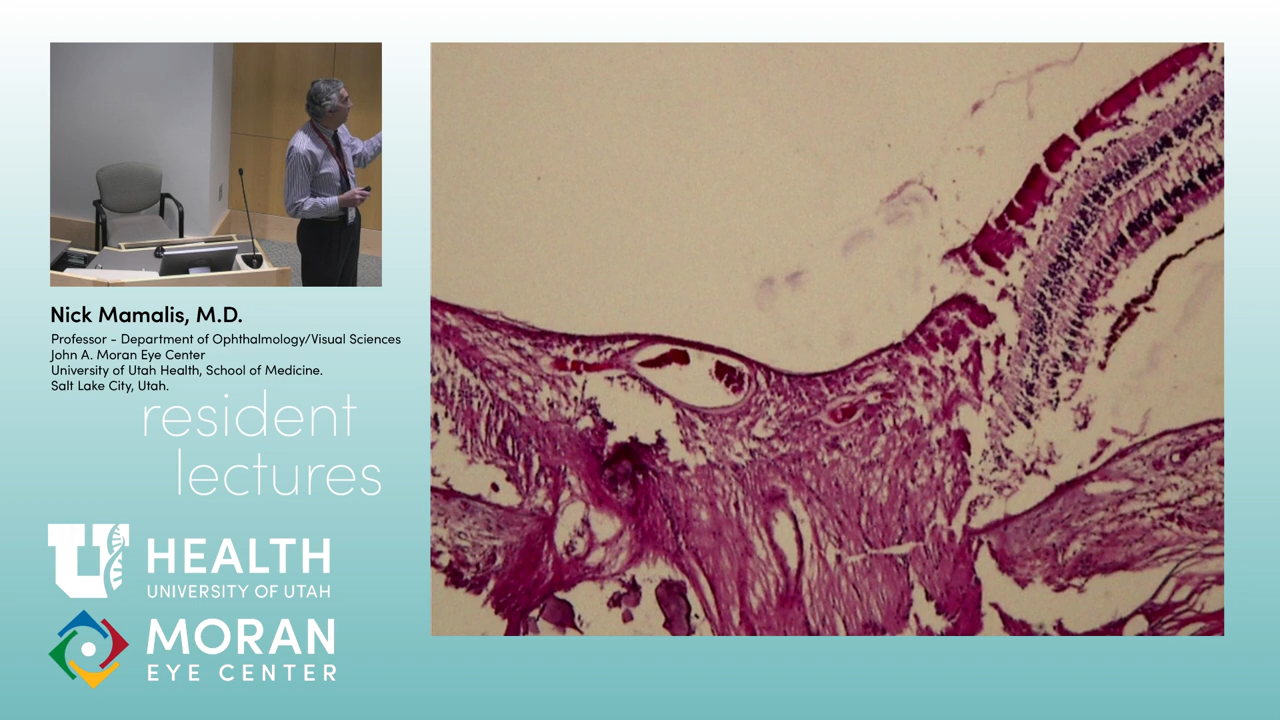 Nick Mamalis, M.D.
Professor - Department of Ophthalmology/Visual Sciences
John A. Moran Eye Center
University of Utah Health, School of Medicine.
Salt Lake City, Utah.
resident
lectures
U HEALTH
UNIVERSITY OF UTAH
MORAN
EYE CENTER